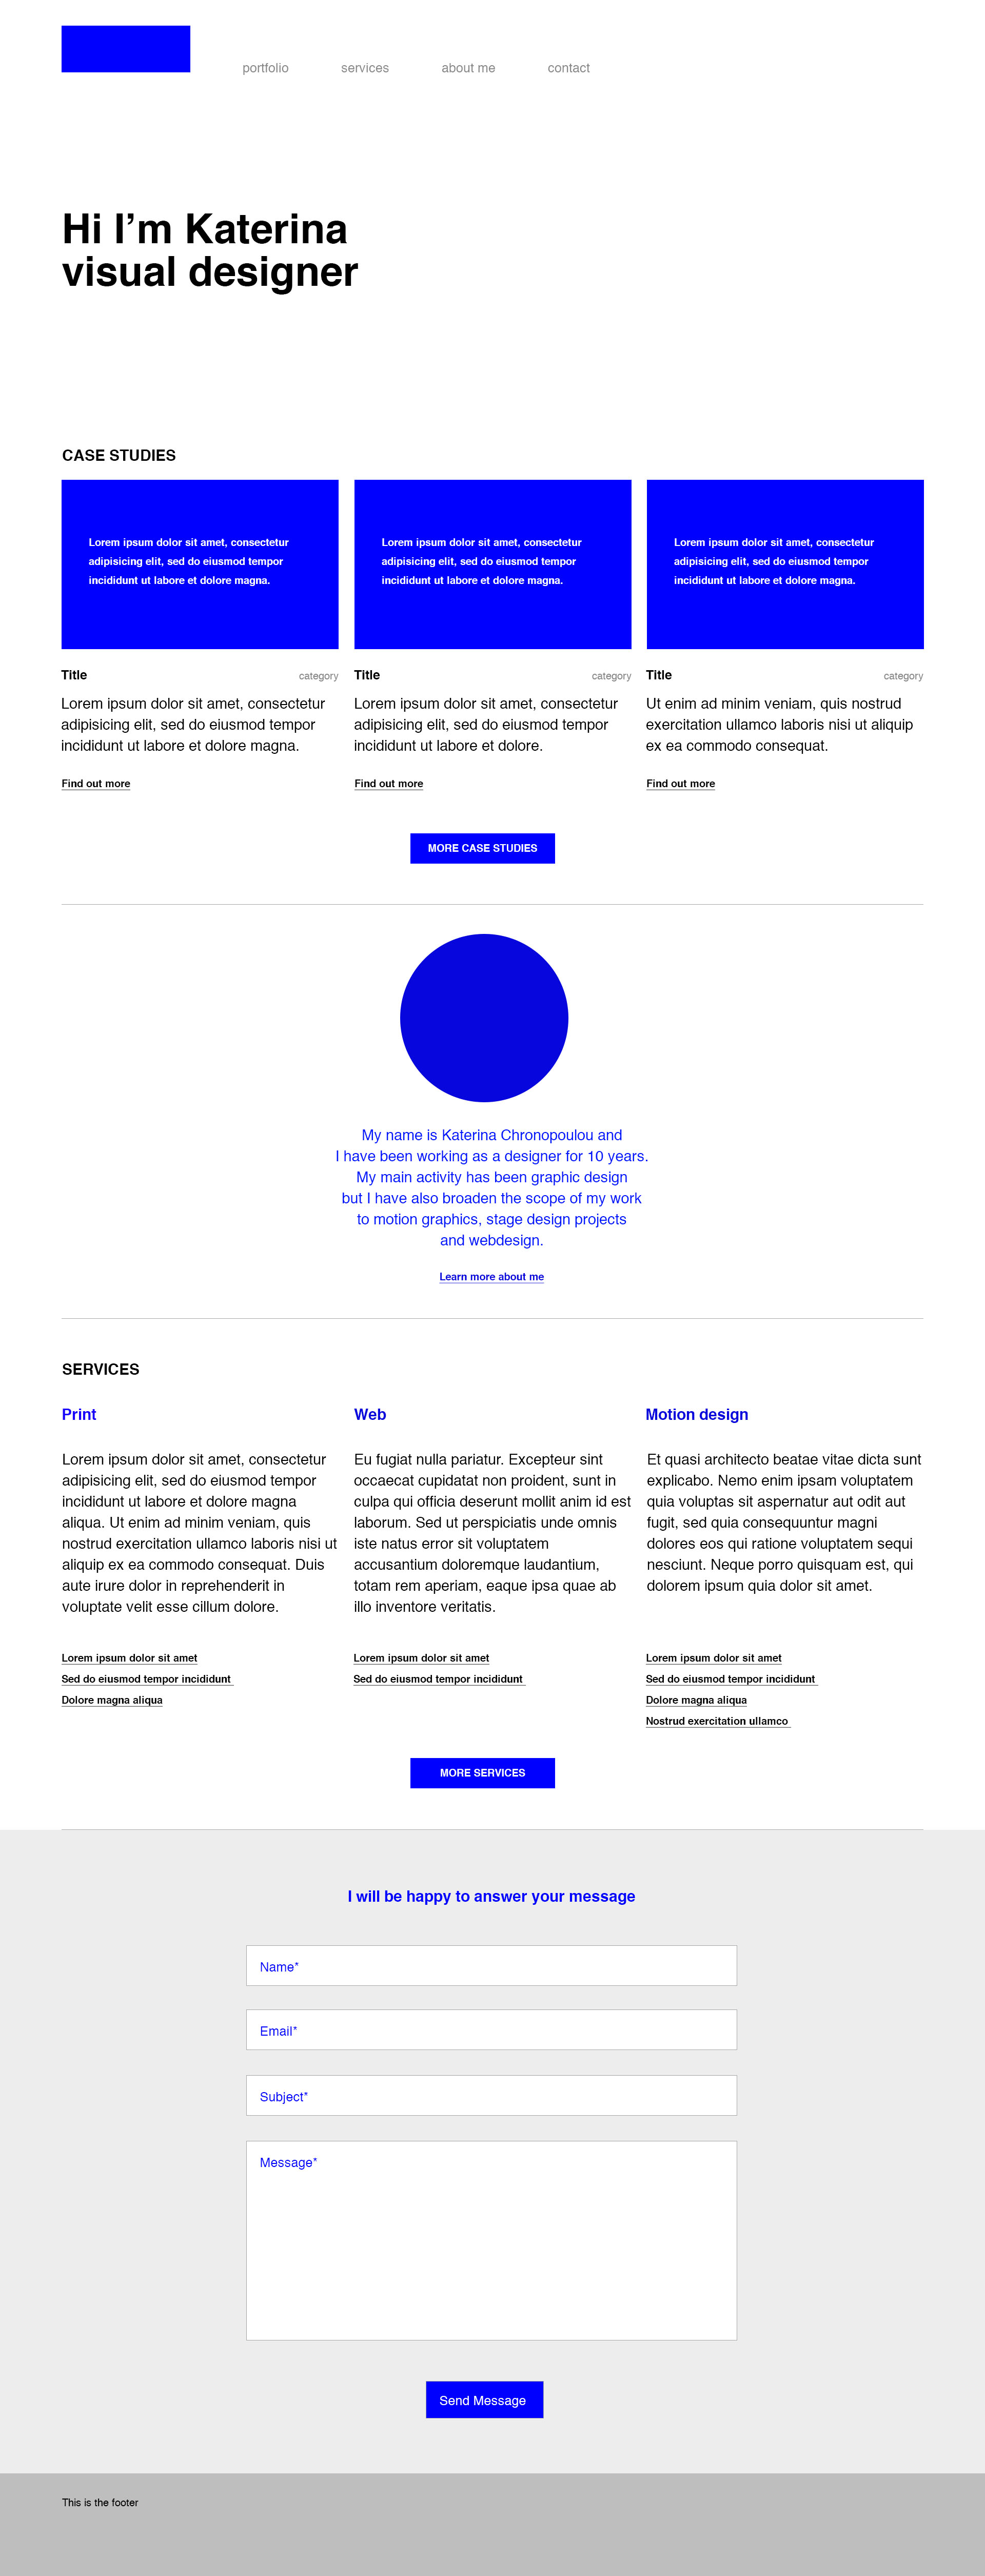 portfolio services about me contact
Hi I’m Katerina
visual designer
CASE STUDIES
Lorem ipsum dolor sit amet, consectetur
adipisicing elit, sed do eiusmod tempor
incididunt ut labore et dolore magna.
Lorem ipsum dolor sit amet, consectetur
adipisicing elit, sed do eiusmod tempor
incididunt ut labore et dolore magna.
Lorem ipsum dolor sit amet, consectetur
adipisicing elit, sed do eiusmod tempor
incididunt ut labore et dolore magna.
Title category
Lorem ipsum dolor sit amet, consectetur
adipisicing elit, sed do eiusmod tempor
incididunt ut labore et dolore magna.
Find out more
Title category
Lorem ipsum dolor sit amet, consectetur
adipisicing elit, sed do eiusmod tempor
incididunt ut labore et dolore.
Find out more
Title category
Ut enim ad minim veniam, quis nostrud
exercitation ullamco laboris nisi ut aliquip
ex ea commodo consequat.
Find out more
MORE CASE STUDIES
My name is Katerina Chronopoulou and
I have been working as a designer for 10 years.
My main activity has been graphic design
but I have also broaden the scope of my work
to motion graphics, stage design projects
and webdesign.
Learn more about me
SERVICES
Print
Lorem ipsum dolor sit amet, consectetur
adipisicing elit, sed do eiusmod tempor
incididunt ut labore et dolore magna
aliqua. Ut enim ad minim veniam, quis
nostrud exercitation ullamco laboris nisi ut
aliquip ex ea commodo consequat. Duis
aute irure dolor in reprehenderit in
voluptate velit esse cillum dolore.
Lorem ipsum dolor sit amet
Sed do eiusmod tempor incididunt
Dolore magna aliqua
Web
Eu fugiat nulla pariatur. Excepteur sint
occaecat cupidatat non proident, sunt in
culpa qui officia deserunt mollit anim id est
laborum. Sed ut perspiciatis unde omnis
iste natus error sit voluptatem
accusantium doloremque laudantium,
totam rem aperiam, eaque ipsa quae ab
illo inventore veritatis.
Lorem ipsum dolor sit amet
Sed do eiusmod tempor incididunt
Motion design
Et quasi architecto beatae vitae dicta sunt
explicabo. Nemo enim ipsam voluptatem
quia voluptas sit aspernatur aut odit aut
fugit, sed quia consequuntur magni
dolores eos qui ratione voluptatem sequi
nesciunt. Neque porro quisquam est, qui
dolorem ipsum quia dolor sit amet.
Lorem ipsum dolor sit amet
Sed do eiusmod tempor incididunt
Dolore magna aliqua
Nostrud exercitation ullamco
MORE SERVICES
I will be happy to answer your message
Name*
Email*
Subject*
Message*
Send Message
This is the footer